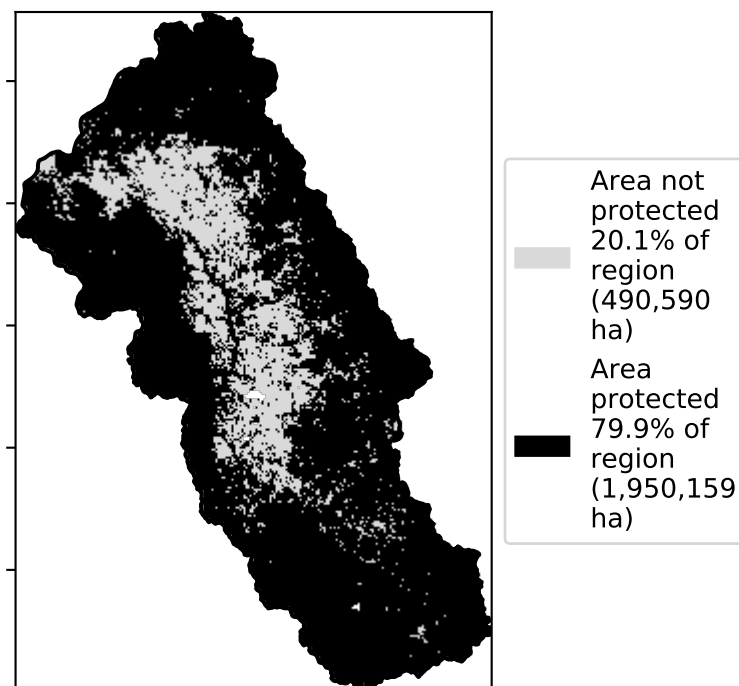 Area not
protected
20.1% of
region
(490,590
ha)
Area
protected
79.9% of
region
(1,950,159
ha)